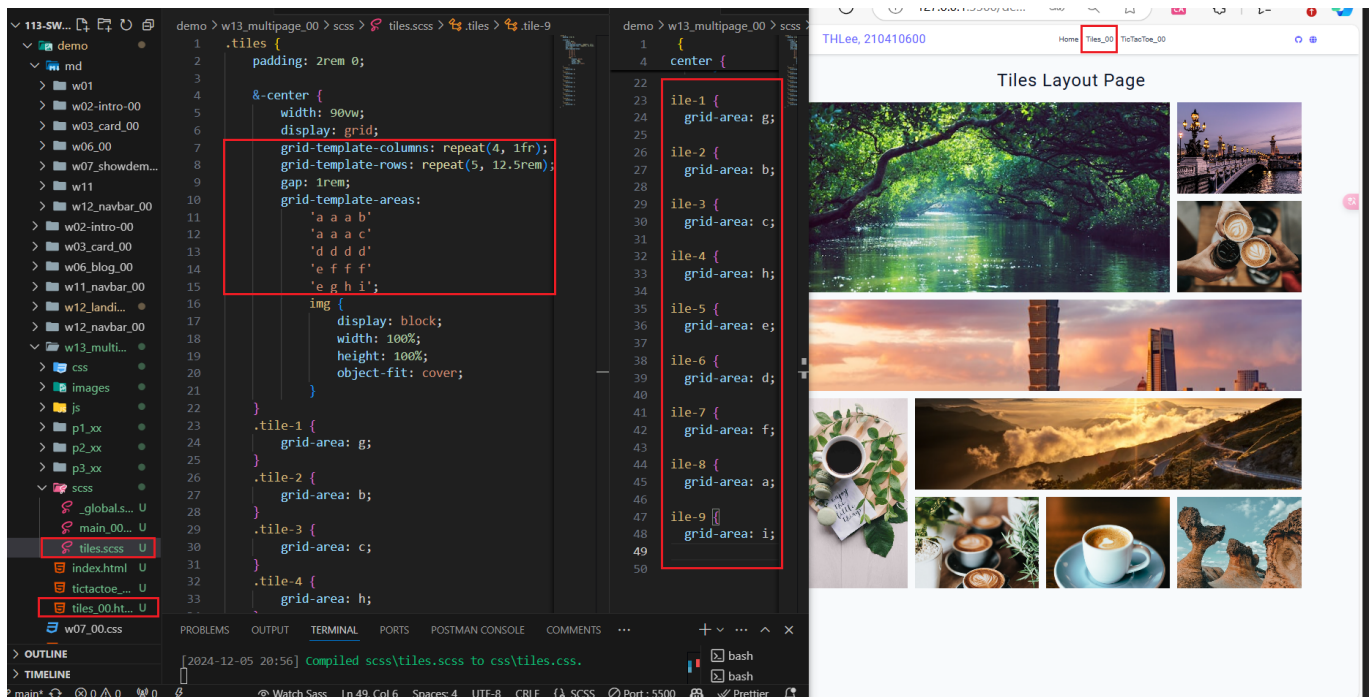 113-SW...
demo
md
w01
w02-intro-00
w03_card_00
w06_00
w07_showdem...
w11
w12_navbar_00
w02-intro-00
w03_card_00
w06_blog_00
w11_navbar_00
w12_landi...
w12_navbar_00
w13_multi...
css
images
js
p1_xx
p2_xx
p3_xx
scss
_global.s... U
main_00... U
tiles.scss U
index.html U
tictactoe_... U
tiles_00.ht... U
w07_00.css
OUTLINE
TIMELINE
demo > w13_multipage_00 > scss > tiles.scss > .tiles > .tile-9
1 .tiles {
2 padding: 2rem 0;
3
4 &-center {
5 width: 90vw;
6 display: grid;
7 grid-template-columns: repeat(4, 1fr);
8 grid-template-rows: repeat(5, 12.5rem);
9 gap: 1rem;
10 grid-template-areas:
11 'a a a b'
12 'a a a c'
13 'd d d d'
14 'e f f f'
15 'e g h i';
16 img {
17 display: block;
18 width: 100%;
19 height: 100%;
20 object-fit: cover;
21 }
22 }
23 .tile-1 {
24 grid-area: g;
25 }
26 .tile-2 {
27 grid-area: b;
28 }
29 .tile-3 {
30 grid-area: c;
31 }
32 .tile-4 {
33 grid-area: h;
demo > w13_multipage_00 > scss >
1 {
4 center {
22
23 ile-1 {
24 grid-area: g;
25
26 ile-2 {
27 grid-area: b;
28
29 ile-3 {
30 grid-area: c;
31
32 ile-4 {
33 grid-area: h;
34
35 ile-5 {
36 grid-area: e;
37
38 ile-6 {
39 grid-area: d;
40
41 ile-7 {
42 grid-area: f;
43
44 ile-8 {
45 grid-area: a;
46
47 ile-9 {
48 grid-area: i;
49
50
PROBLEMS OUTPUT TERMINAL PORTS POSTMAN CONSOLE COMMENTS ...
[2024-12-05 20:56] Compiled scss\tiles.scss to css\tiles.css.
bash
bash
main* 0 0 0 Watch Sass Ln 49, Col 6 Spaces: 4 UTF-8 CRLF {} SCSS Port : 5500 Prettier
THLee, 210410600
Home Tiles_00 TicTacToe_00
Tiles Layout Page